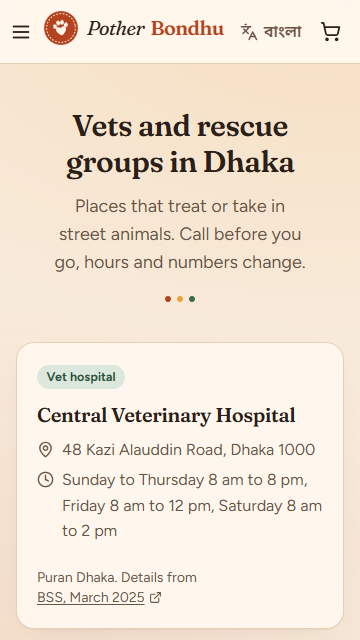 Pother Bondhu
বাংলা
Vets and rescue
groups in Dhaka
Places that treat or take in
street animals. Call before you
go, hours and numbers change.
Vet hospital
Central Veterinary Hospital
48 Kazi Alauddin Road, Dhaka 1000
Sunday to Thursday 8 am to 8 pm,
Friday 8 am to 12 pm, Saturday 8 am
to 2 pm
Puran Dhaka. Details from
BSS, March 2025